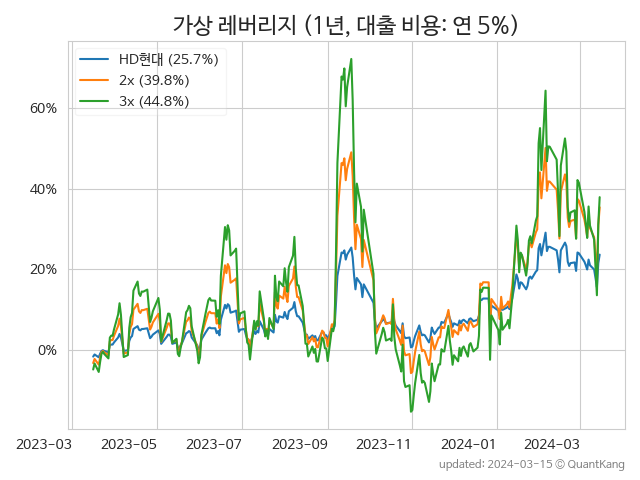 가상 레버리지 (1년, 대출 비용: 연 5%)
HD현대 (25.7%)
2x (39.8%)
3x (44.8%)
60%
40%
20%
0%
2023-03 2023-05 2023-07 2023-09 2023-11 2024-01 2024-03
updated: 2024-03-15 © QuantKang